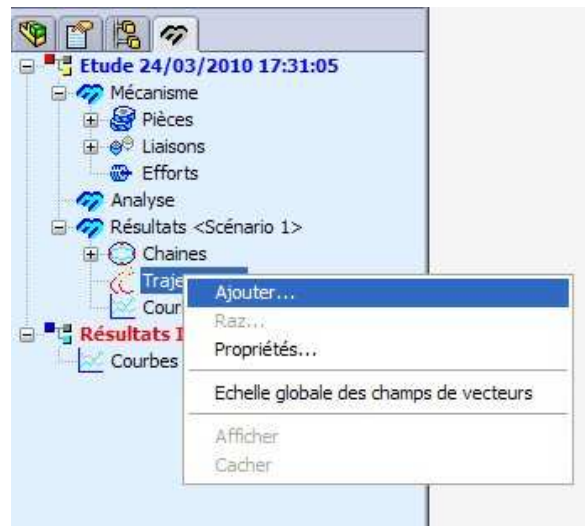 Etude 24/03/2010 17:31:05
Mécanisme
Pièces
Liaisons
Efforts
Analyse
Résultats <Scénario 1>
Chaines
Ajouter...
Raz...
Propriétés...
Résultats
Courbes
Echelle globale des champs de vecteurs
Afficher
Cacher